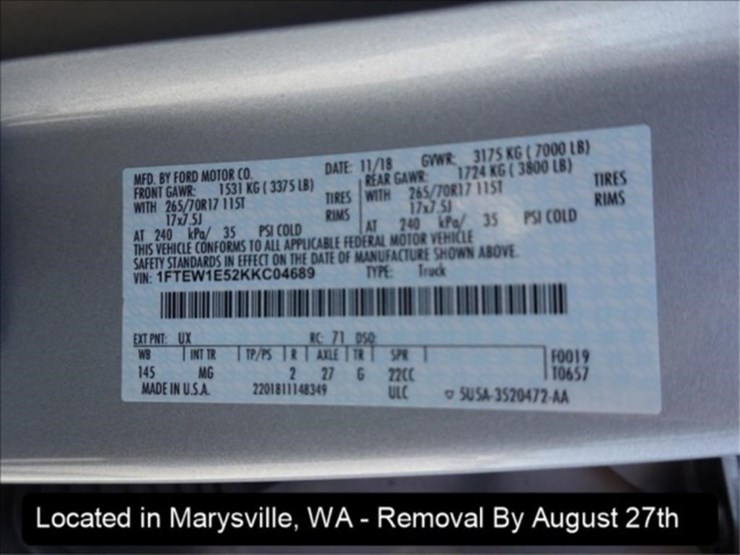 MFD. BY FORD MOTOR CO. DATE: 11/18 GVWR: 3175 KG ( 7000 LB)
FRONT GAWR: 1531 KG ( 3375 LB) REAR GAWR: 1724 KG ( 3800 LB)
WITH 265/70R17 115T TIRES WITH 265/70R17 115T TIRES
17x7.5J RIMS 17x7.5J RIMS
AT 240 kPa/ 35 PSI COLD AT 240 kPa/ 35 PSI COLD
THIS VEHICLE CONFORMS TO ALL APPLICABLE FEDERAL MOTOR VEHICLE
SAFETY STANDARDS IN EFFECT ON THE DATE OF MANUFACTURE SHOWN ABOVE.
VIN: 1FTEW1E52KKC04689 TYPE: Truck
EXT PNT: UX RC: 71 DSO:
WB INT TR TP/PS R AXLE TR SPR F0019
145 MG 2 27 G 22CC T0657
MADE IN U.S.A. 2201811148349 ULC 5U5A-3520472-AA
Located in Marysville, WA - Removal By August 27th